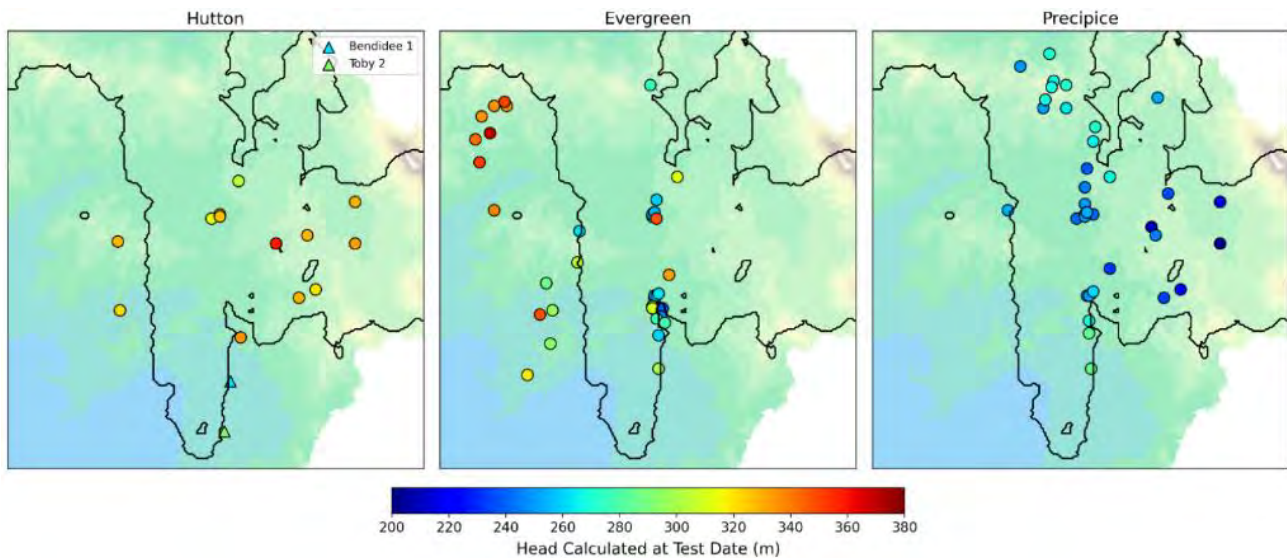 Hutton
Evergreen
Precipice
Bendidee 1
Toby 2
200 220 240 260 280 300 320 340 360 380
Head Calculated at Test Date (m)